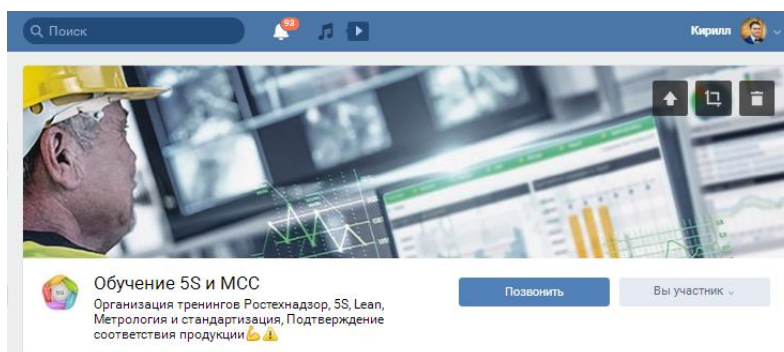 Поиск
93
Кирилл
5S
Обучение 5S и МСС
Организация тренингов Ростехнадзор, 5S, Lean,
Метрология и стандартизация, Подтверждение
соответствия продукции💪⚠
Позвонить
Вы участник